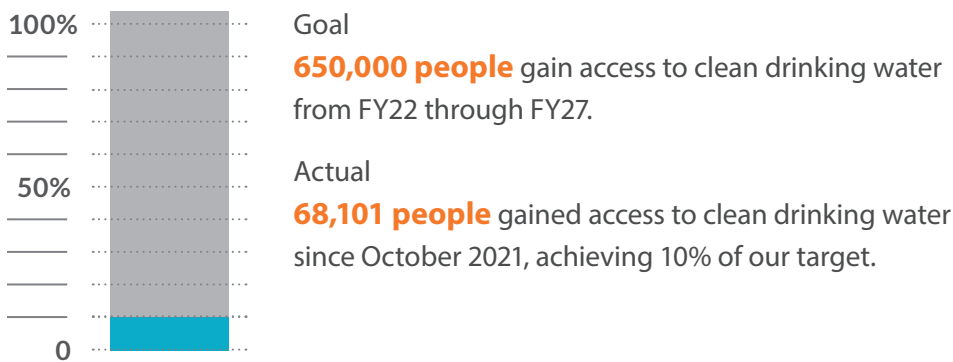 100%
50%
0
Goal
650,000 people gain access to clean drinking water
from FY22 through FY27.
Actual
68,101 people gained access to clean drinking water
since October 2021, achieving 10% of our target.